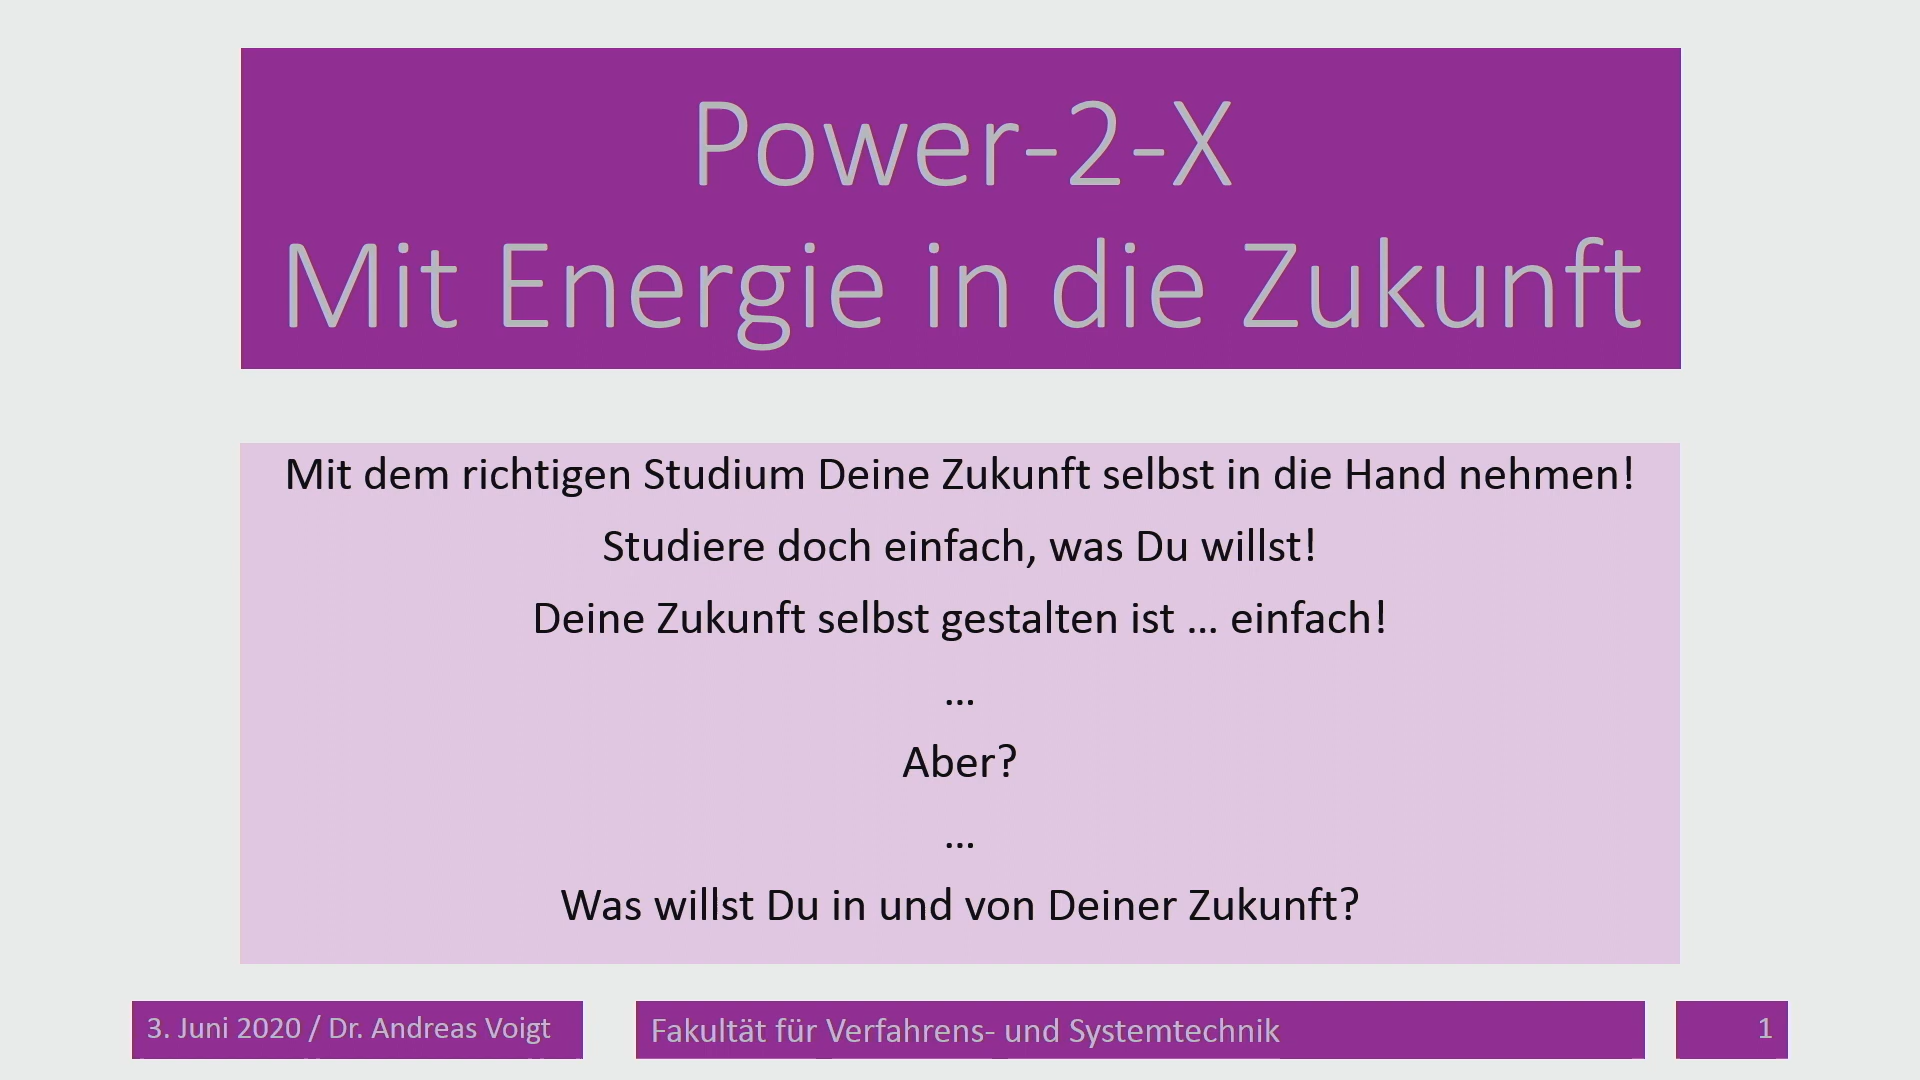 Power-2-X
Mit Energie in die Zukunft
Mit dem richtigen Studium Deine Zukunft selbst in die Hand nehmen!
Studiere doch einfach, was Du willst!
Deine Zukunft selbst gestalten ist … einfach!
…
Aber?
…
Was willst Du in und von Deiner Zukunft?
3. Juni 2020 / Dr. Andreas Voigt
Fakultät für Verfahrens- und Systemtechnik
1